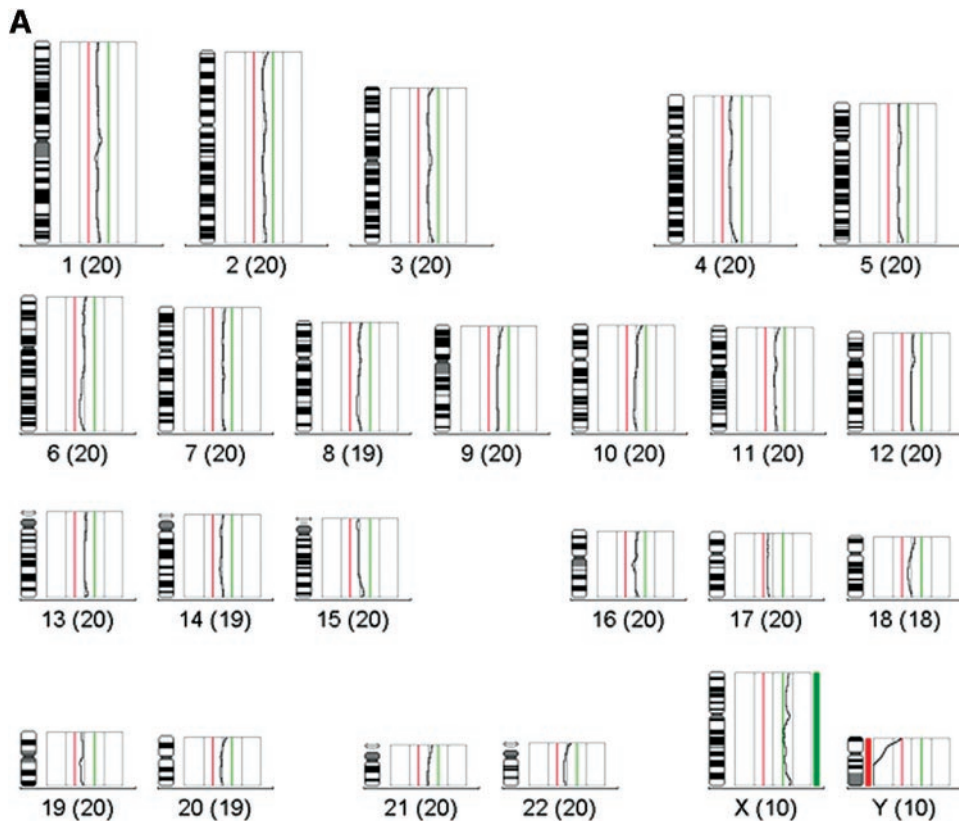 A
1 (20) 2 (20) 3 (20) 4 (20) 5 (20)
6 (20) 7 (20) 8 (19) 9 (20) 10 (20) 11 (20) 12 (20)
13 (20) 14 (19) 15 (20) 16 (20) 17 (20) 18 (18)
19 (20) 20 (19) 21 (20) 22 (20) X (10) Y (10)